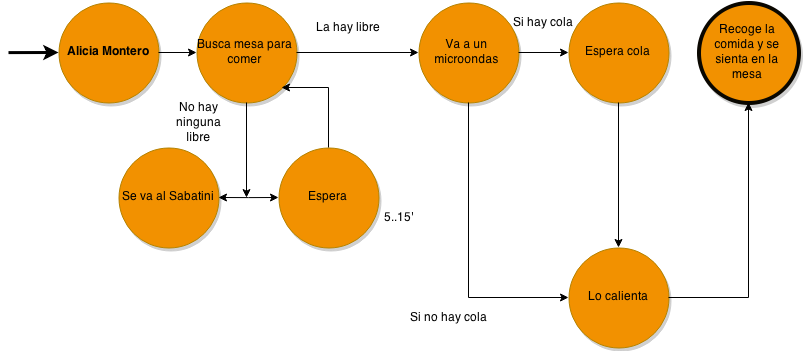 Alicia Montero
Busca mesa para
comer
La hay libre
Va a un
microondas
Si hay cola
Espera cola
Recoge la
comida y se
sienta en la
mesa
No hay
ninguna
libre
Se va al Sabatini
Espera
5..15'
Lo calienta
Si no hay cola